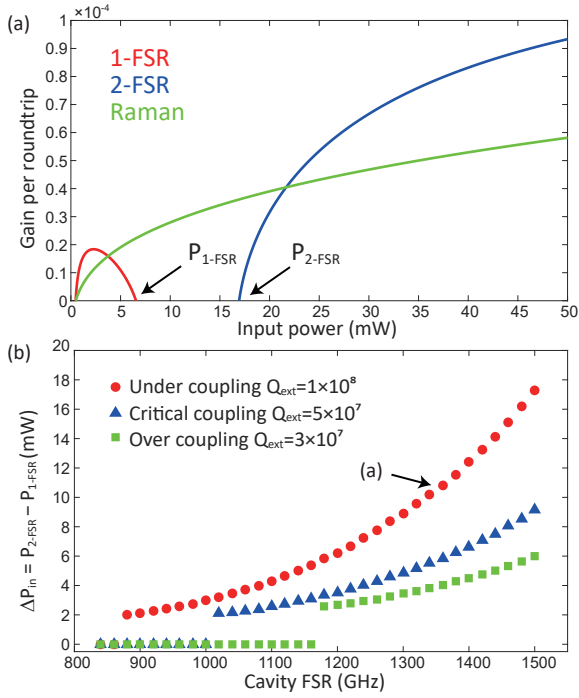 (a)
1×10⁻⁴
1-FSR
2-FSR
Raman
Gain per roundtrip
1
0.9
0.8
0.7
0.6
0.5
0.4
0.3
0.2
0.1
0
P1-FSR
P2-FSR
0 5 10 15 20 25 30 35 40 45 50
Input power (mW)
(b)
20
18
16
14
12
10
8
6
4
2
0
ΔPin = P2-FSR − P1-FSR (mW)
Under coupling Qext=1×10⁸
Critical coupling Qext=5×10⁷
Over coupling Qext=3×10⁷
(a)
800 900 1000 1100 1200 1300 1400 1500
Cavity FSR (GHz)